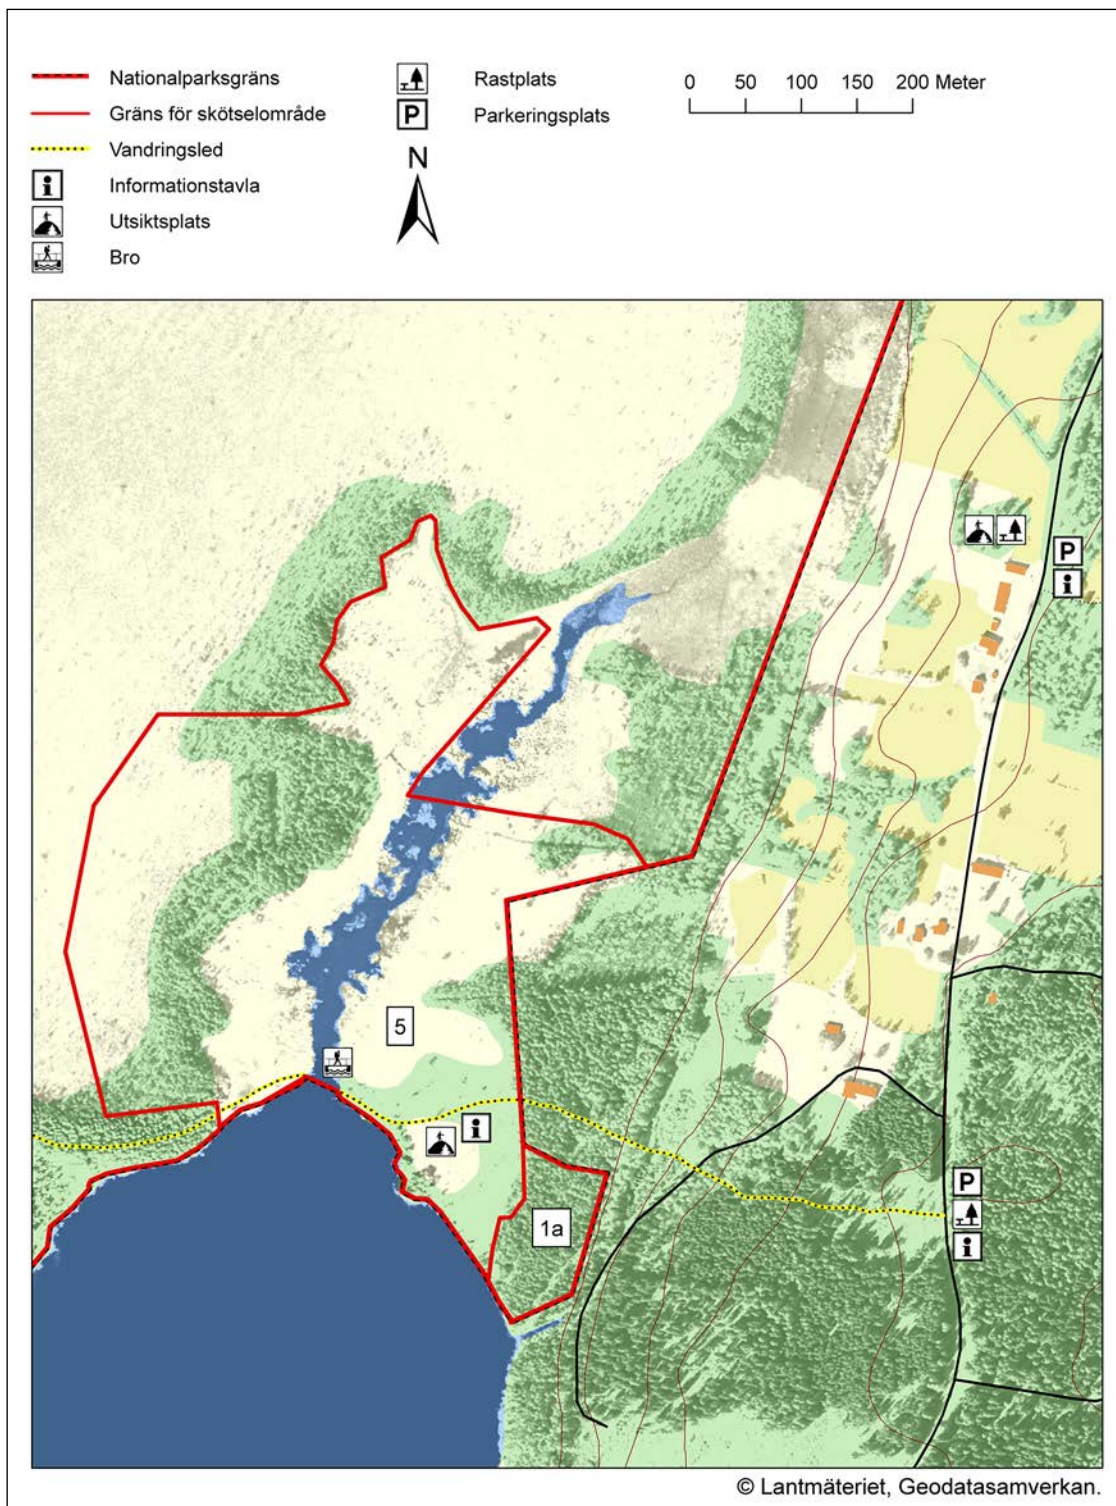 Nationalparksgräns
Gräns för skötselområde
Vandringsled
i Informationstavla
Utsiktsplats
Bro
Rastplats
P Parkeringsplats
N
0 50 100 150 200 Meter
P
i
5
i
1a
P
i
© Lantmäteriet, Geodatasamverkan.